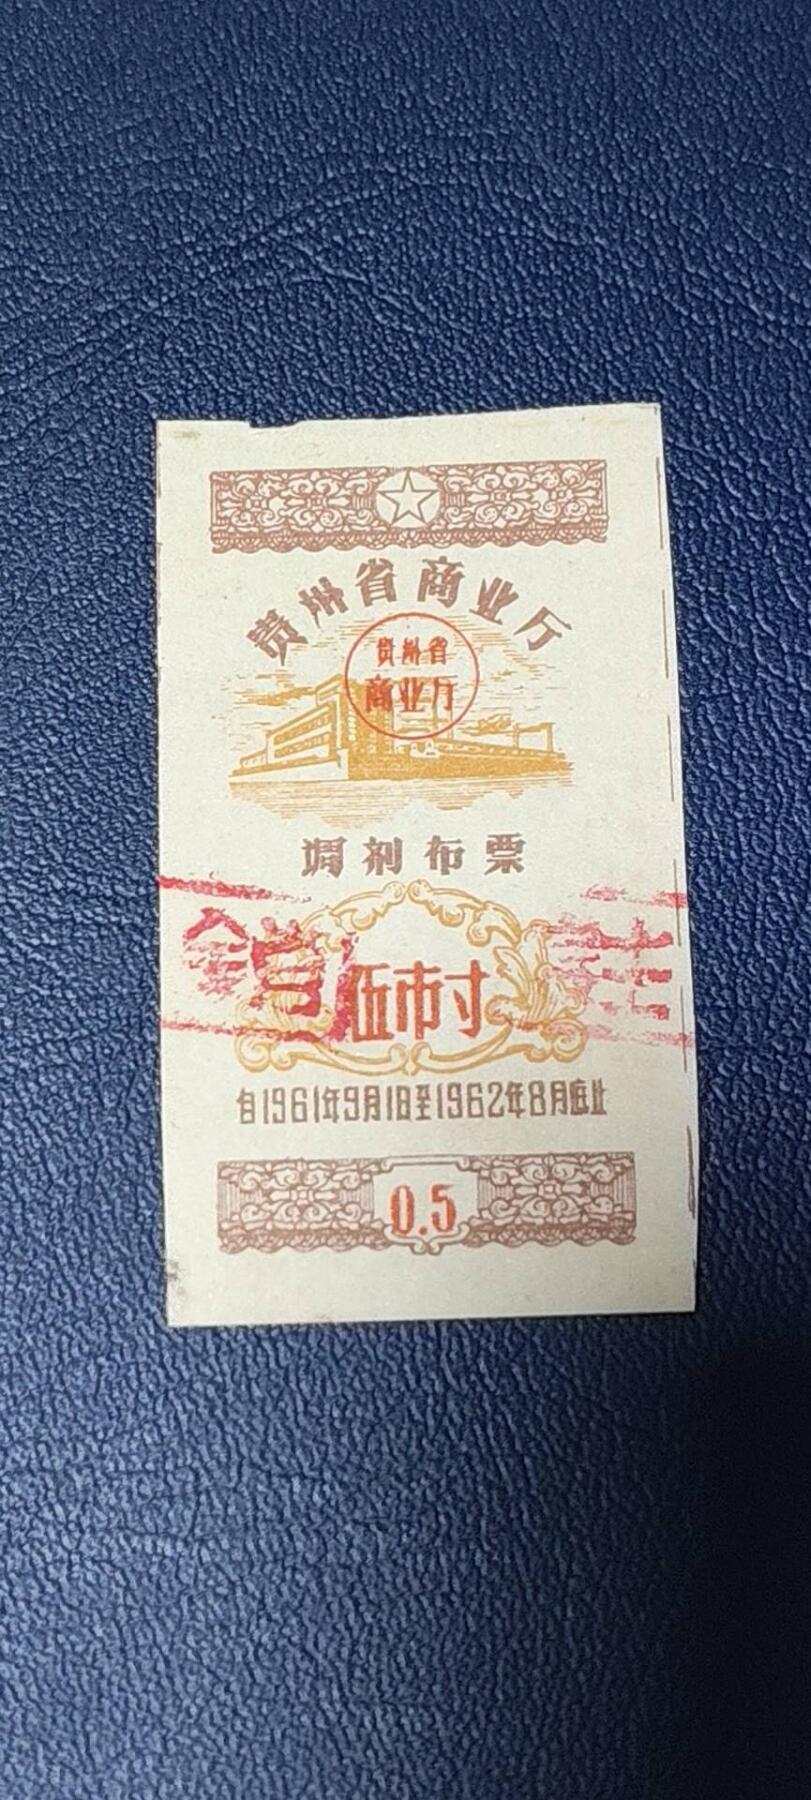 贵州省商业厅
贵州省
商业厅
调剂布票
伍市寸
自1961年9月1日至1962年8月底止
0.5